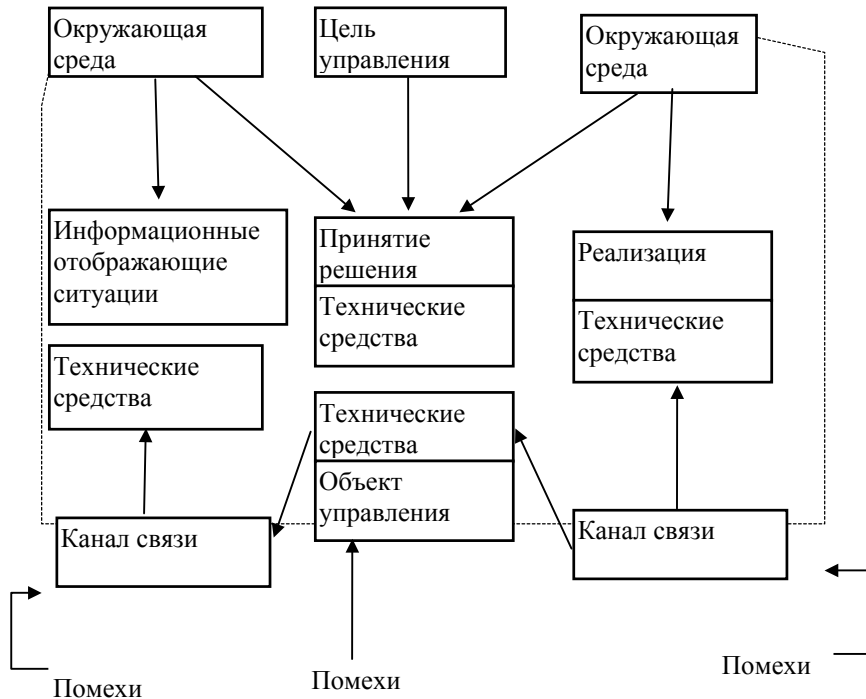 Окружающая
среда
Цель
управления
Окружающая
среда
Информационные
отображающие
ситуации
Принятие
решения
Технические
средства
Реализация
Технические
средства
Технические
средства
Технические
средства
Объект
управления
Канал связи
Канал связи
Помехи
Помехи
Помехи